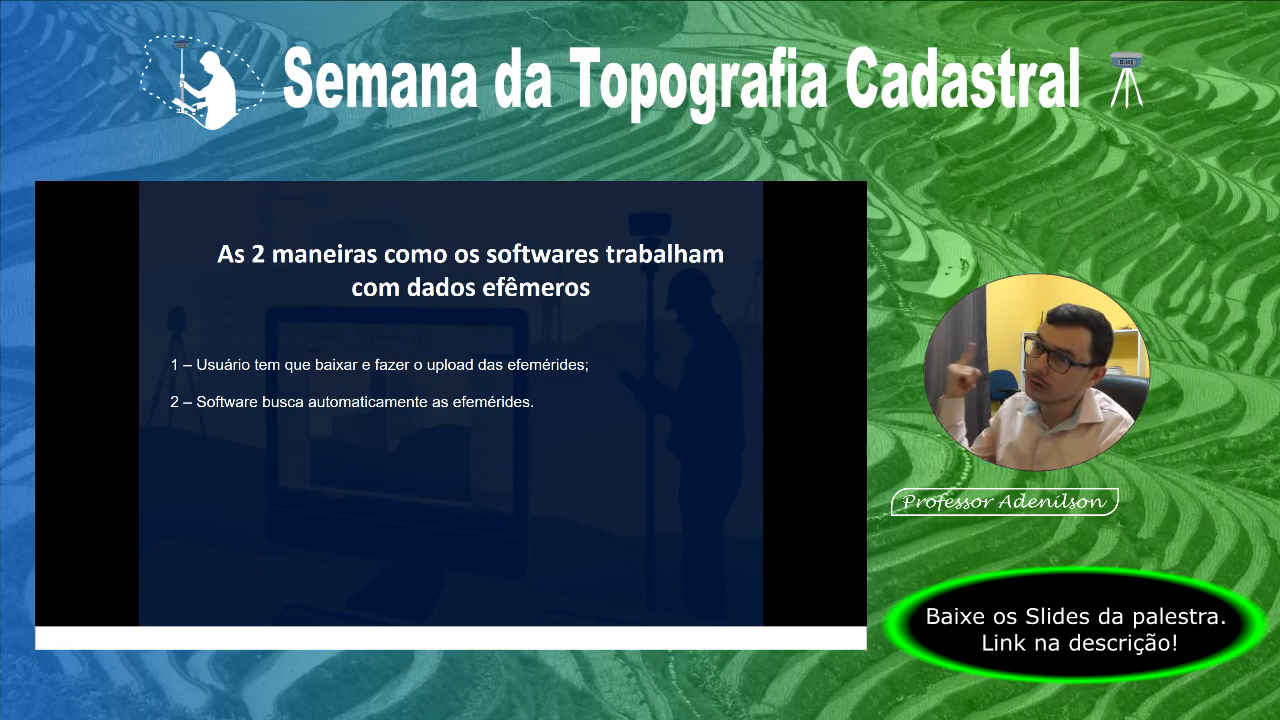 Semana da Topografia Cadastral
As 2 maneiras como os softwares trabalham
com dados efêmeros
1 – Usuário tem que baixar e fazer o upload das efemérides;
2 – Software busca automaticamente as efemérides.
Professor Adenilson
Baixe os Slides da palestra.
Link na descrição!